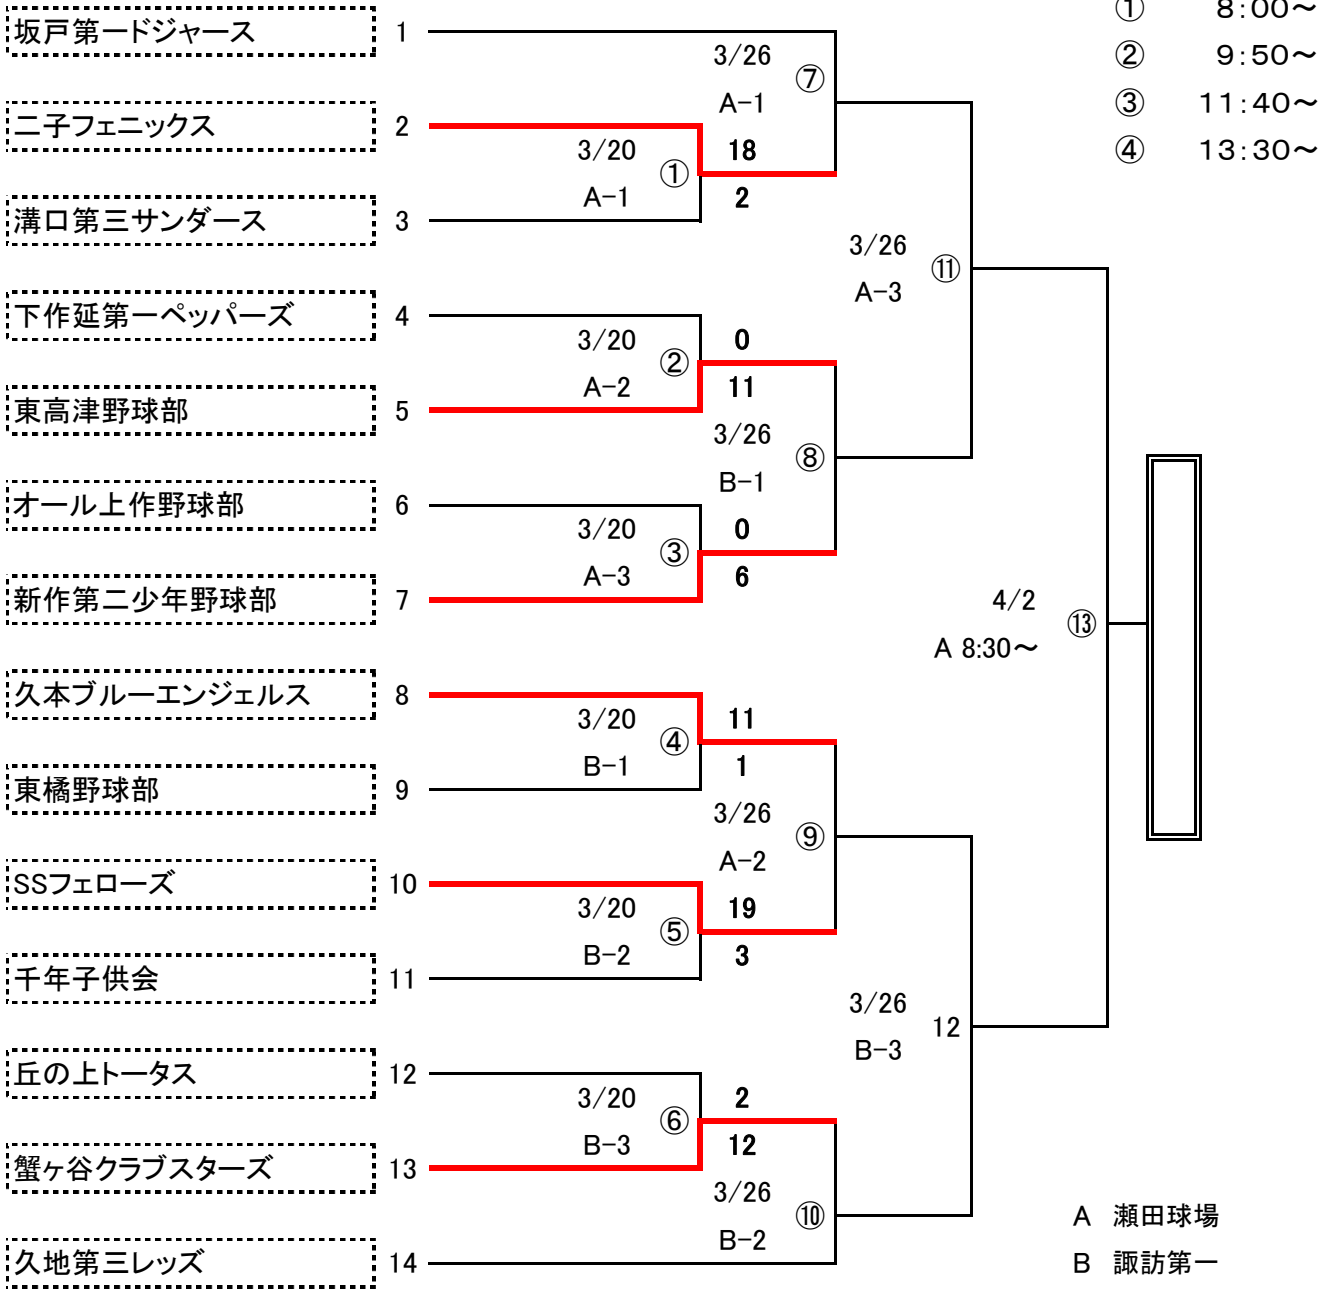 坂戸第一ドジャース 1
二子フェニックス 2
溝口第三サンダース 3
下作延第一ペッパーズ 4
東高津野球部 5
オール上作野球部 6
新作第二少年野球部 7
久本ブルーエンジェルス 8
東橘野球部 9
SSフェローズ 10
千年子供会 11
丘の上トータス 12
蟹ヶ谷クラブスターズ 13
久地第三レッズ 14
3/20 ① A-1
18
2
3/20 ② A-2
0
11
3/20 ③ A-3
0
6
3/20 ④ B-1
11
1
3/20 ⑤ B-2
19
3
3/20 ⑥ B-3
2
12
3/26 ⑦ A-1
3/26 ⑧ B-1
3/26 ⑨ A-2
3/26 ⑩ B-2
3/26 ⑪ A-3
3/26 12 B-3
4/2 ⑬
A 8:30～
① 8:00～
② 9:50～
③ 11:40～
④ 13:30～
A 瀬田球場
B 諏訪第一